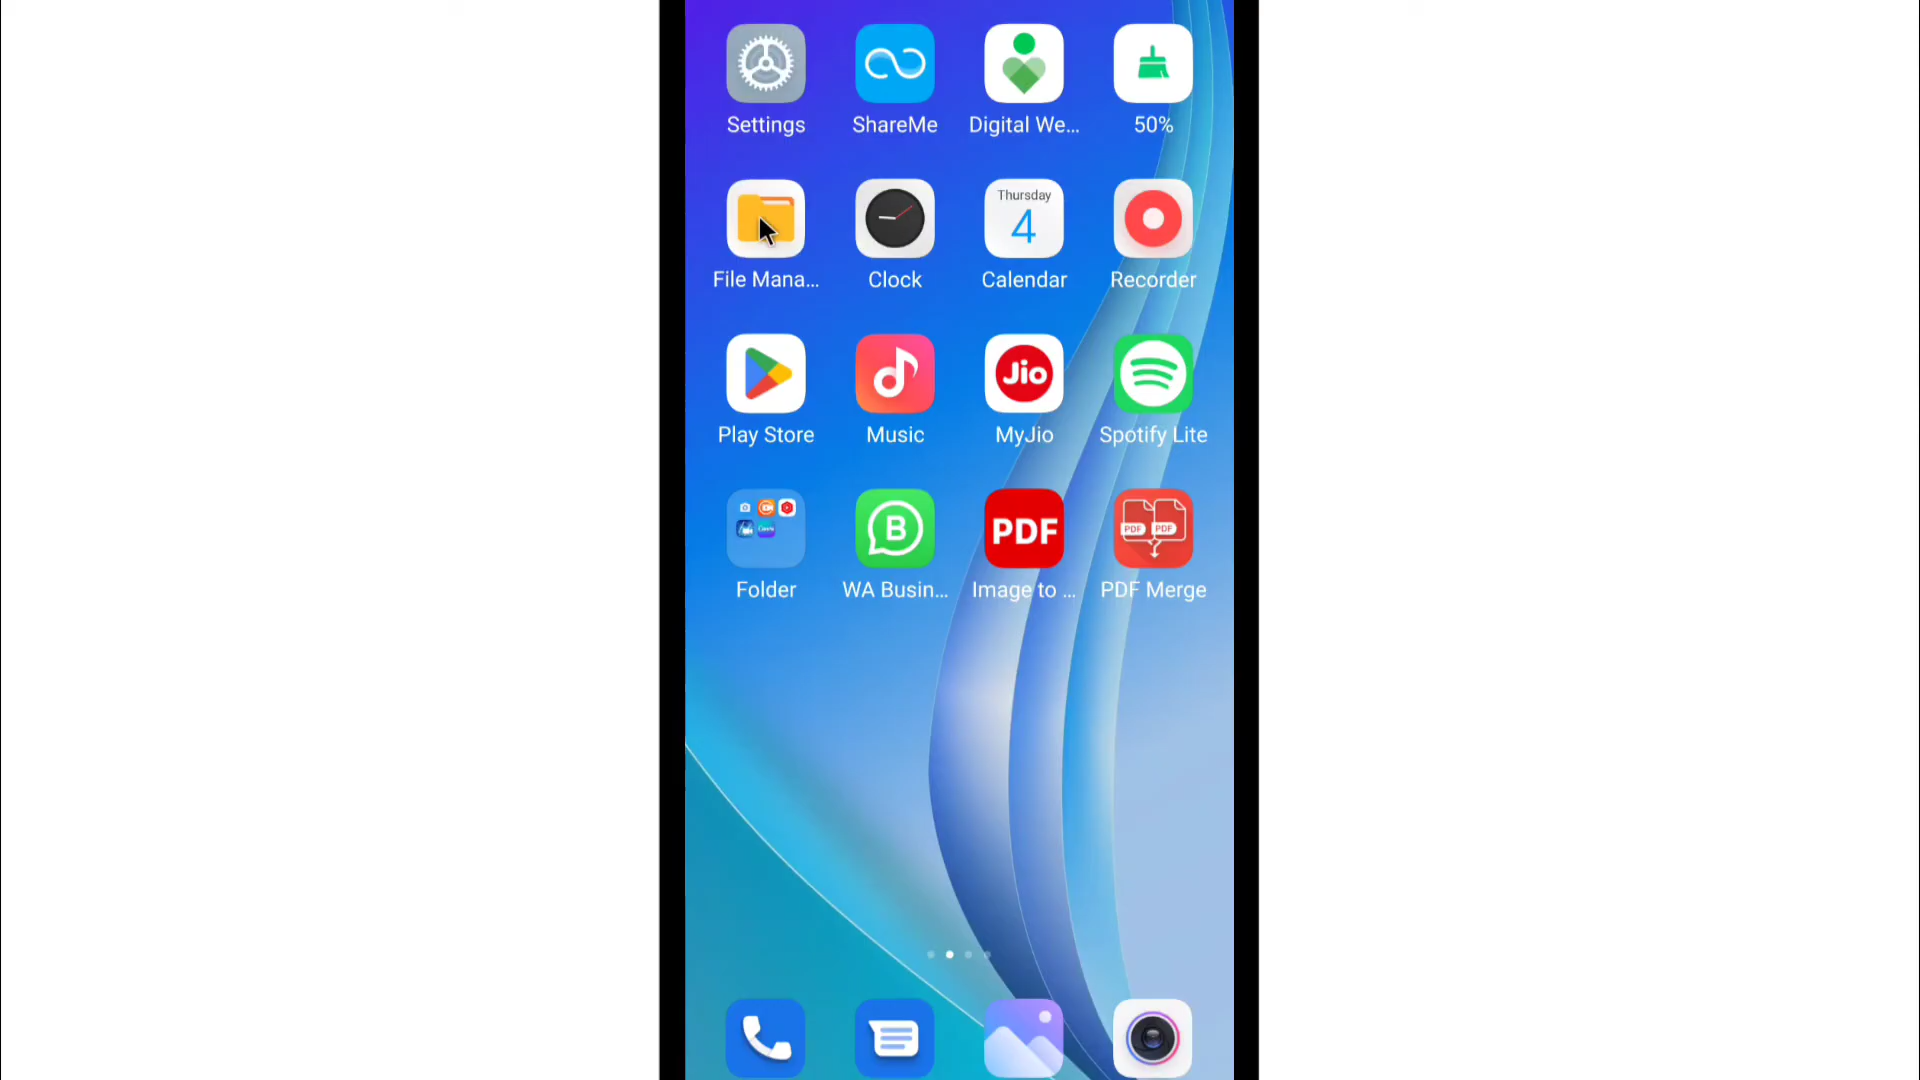 Settings
ShareMe
Digital We...
50%
Thursday
4
File Mana...
Clock
Calendar
Recorder
Jio
Play Store
Music
MyJio
Spotify Lite
B
PDF
PDF PDF
Folder
WA Busin...
Image to ...
PDF Merge